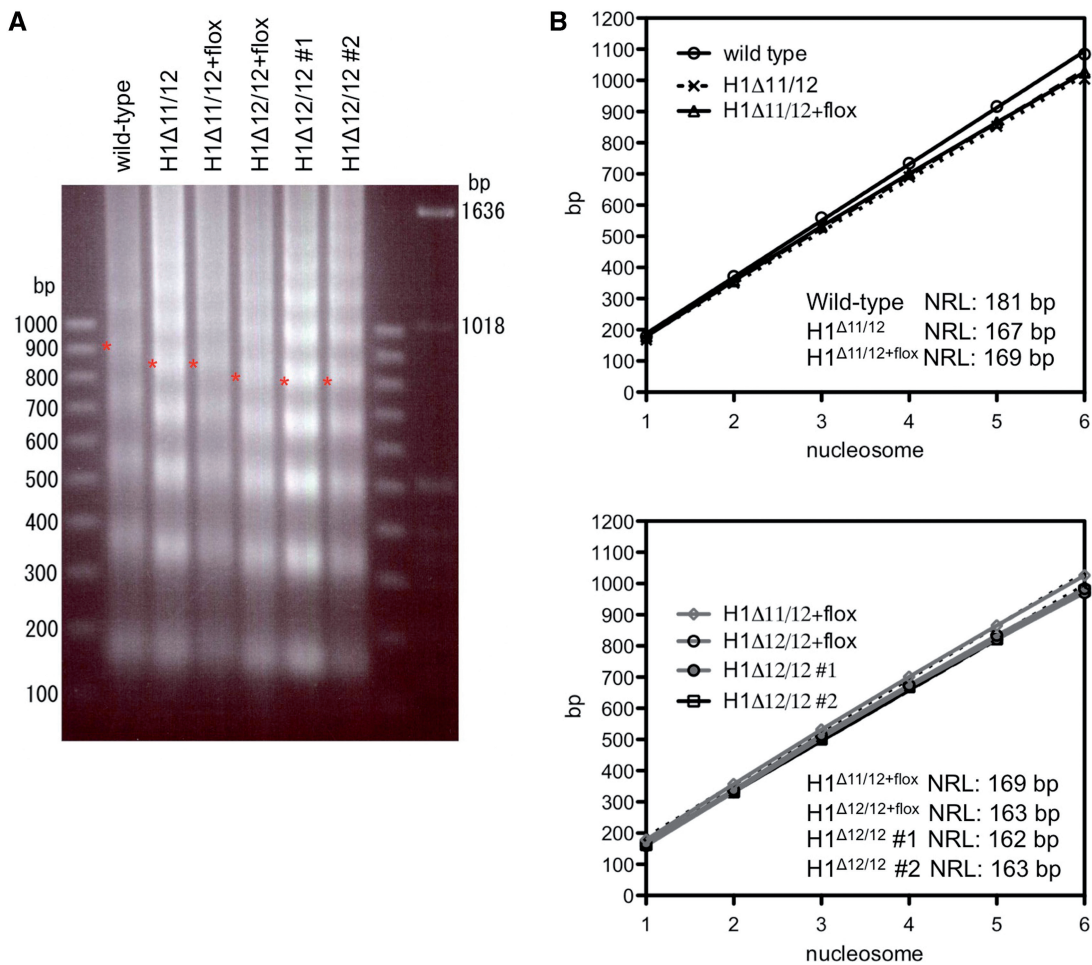 A
wild-type
H1Δ11/12
H1Δ11/12+flox
H1Δ12/12+flox
H1Δ12/12 #1
H1Δ12/12 #2
bp
1636
1018
bp
1000
900
800
700
600
500
400
300
200
100
*
*
*
*
*
*
B
1200
1100
1000
900
800
700
600
500
400
300
200
100
0
bp
wild type
H1Δ11/12
H1Δ11/12+flox
Wild-type NRL: 181 bp
H1Δ11/12 NRL: 167 bp
H1Δ11/12+flox NRL: 169 bp
1 2 3 4 5 6
nucleosome
1200
1100
1000
900
800
700
600
500
400
300
200
100
0
bp
H1Δ11/12+flox
H1Δ12/12+flox
H1Δ12/12 #1
H1Δ12/12 #2
H1Δ11/12+flox NRL: 169 bp
H1Δ12/12+flox NRL: 163 bp
H1Δ12/12 #1 NRL: 162 bp
H1Δ12/12 #2 NRL: 163 bp
1 2 3 4 5 6
nucleosome